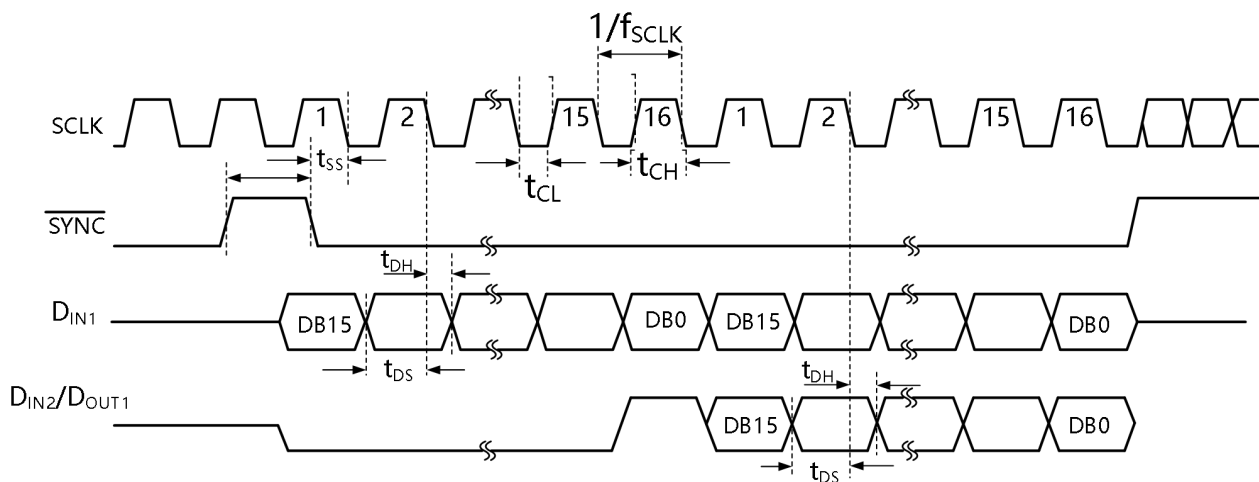 1/fSCLK
SCLK 1 2 15 16 1 2 15 16
tSS tCL tCH
SYNC
tDH
DIN1 DB15 DB0 DB15 DB0
tDS tDH
DIN2/DOUT1 DB15 DB0
tDS